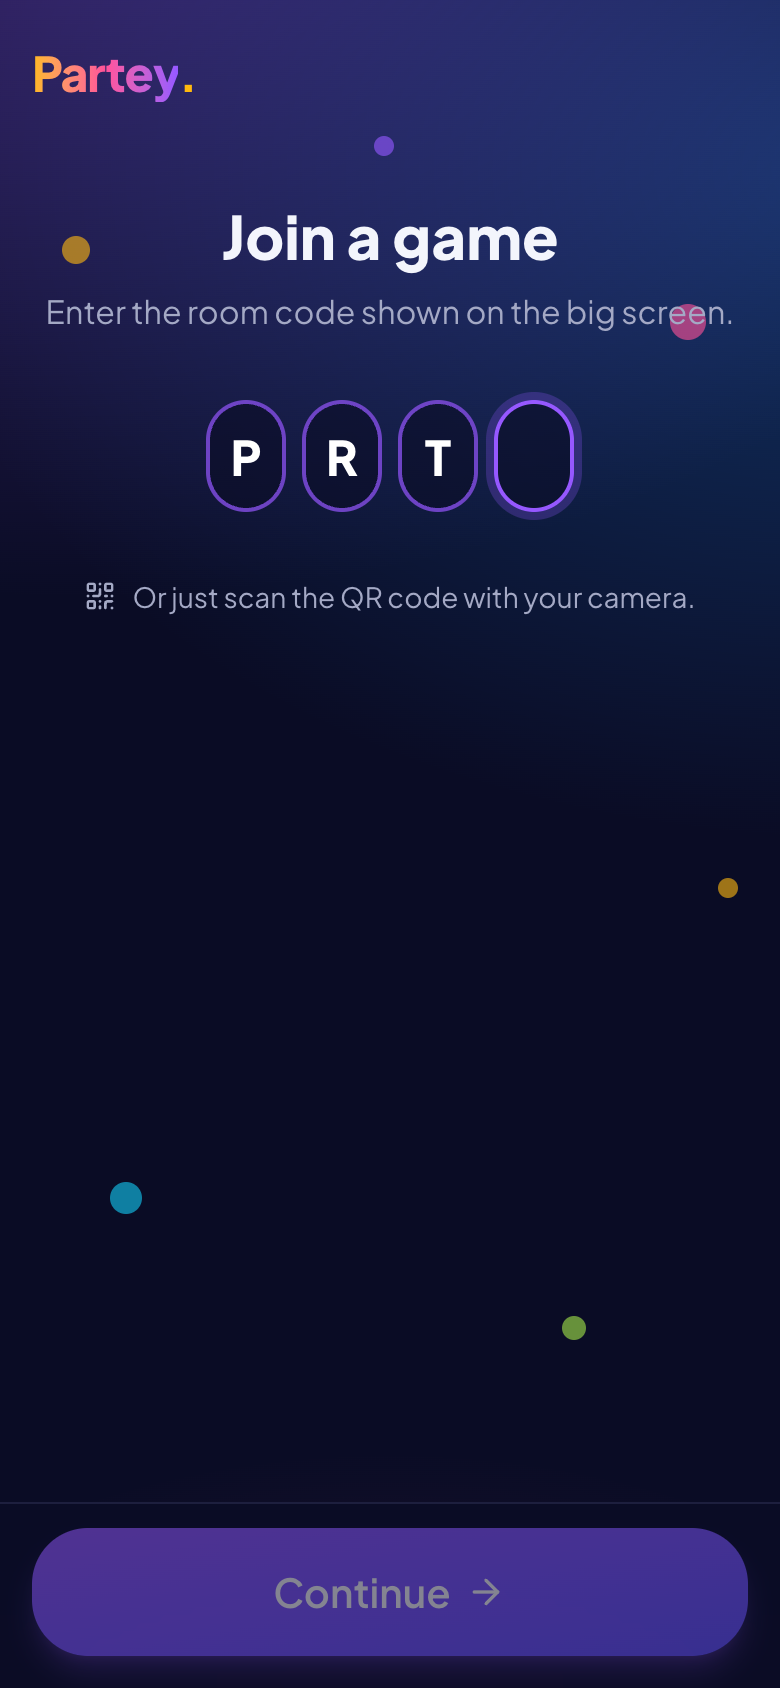 Partey.
Join a game
Enter the room code shown on the big screen.
P R T
Or just scan the QR code with your camera.
Continue →